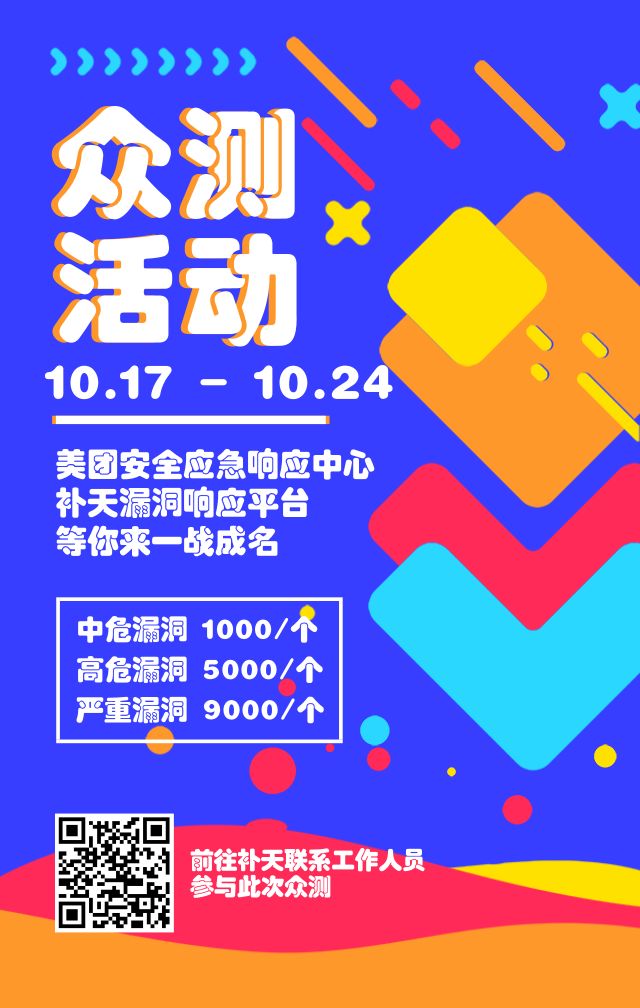 众测
活动
10.17 - 10.24
美团安全应急响应中心
补天漏洞响应平台
等你来一战成名
中危漏洞 1000/个
高危漏洞 5000/个
严重漏洞 9000/个
前往补天联系工作人员
参与此次众测